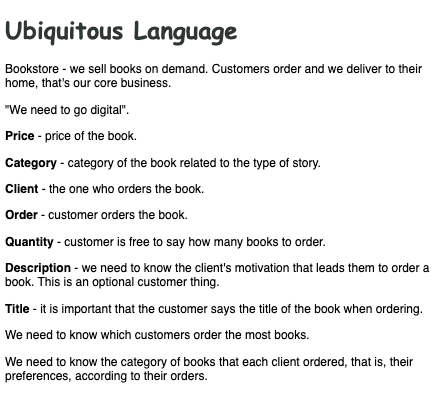 Ubiquitous Language
Bookstore - we sell books on demand. Customers order and we deliver to their
home, that's our core business.
"We need to go digital".
Price - price of the book.
Category - category of the book related to the type of story.
Client - the one who orders the book.
Order - customer orders the book.
Quantity - customer is free to say how many books to order.
Description - we need to know the client's motivation that leads them to order a
book. This is an optional customer thing.
Title - it is important that the customer says the title of the book when ordering.
We need to know which customers order the most books.
We need to know the category of books that each client ordered, that is, their
preferences, according to their orders.